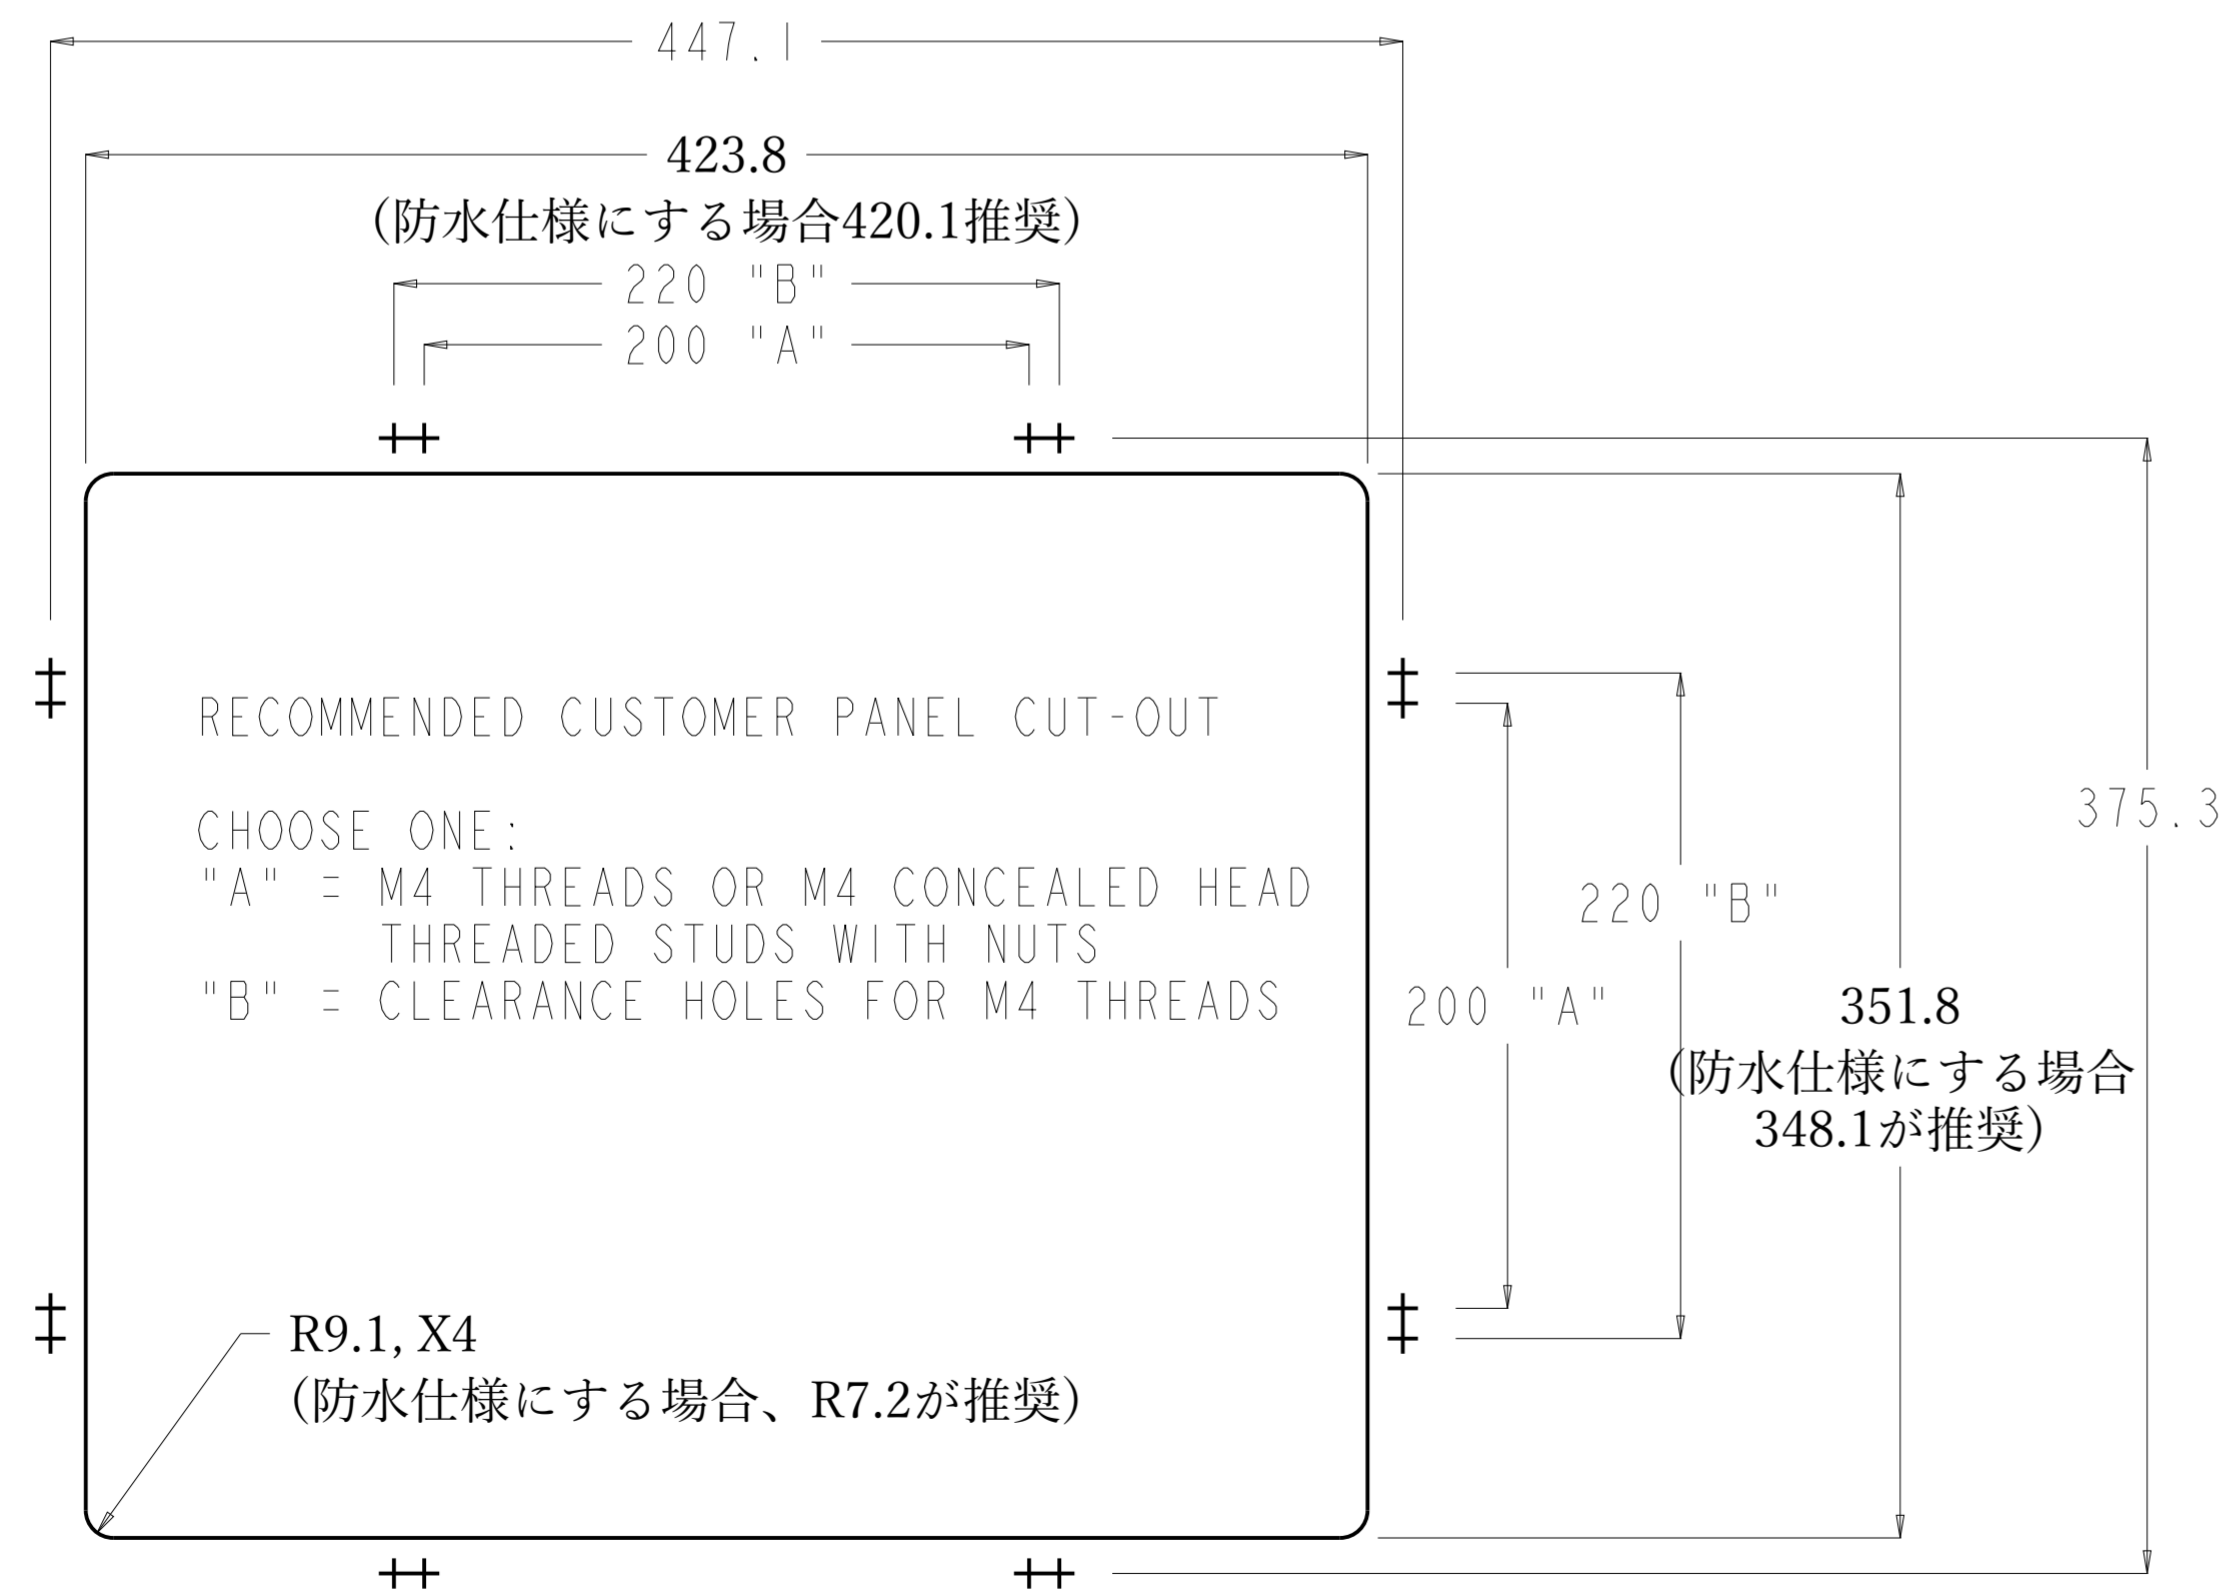 447.1
423.8
(防水仕様にする場合420.1推奨)
220 "B"
200 "A"
RECOMMENDED CUSTOMER PANEL CUT-OUT
CHOOSE ONE:
"A" = M4 THREADS OR M4 CONCEALED HEAD
THREADED STUDS WITH NUTS
"B" = CLEARANCE HOLES FOR M4 THREADS
375.3
220 "B"
200 "A"
351.8
(防水仕様にする場合
348.1が推奨)
R9.1, X4
(防水仕様にする場合、R7.2が推奨)